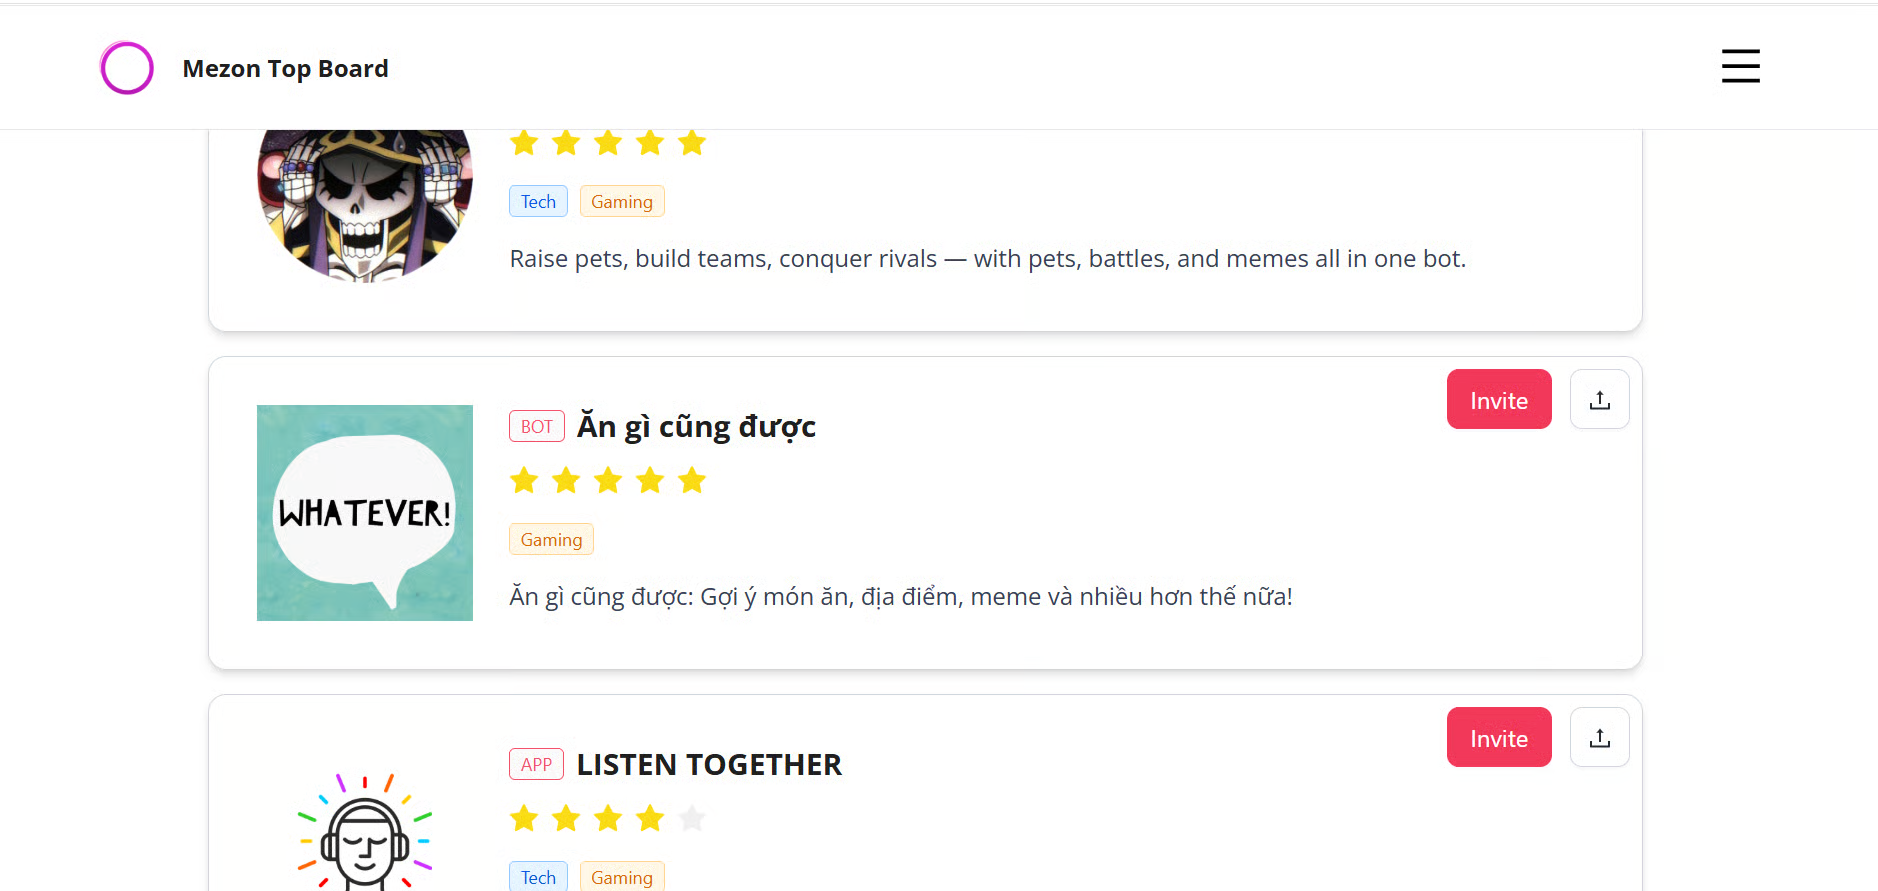 Mezon Top Board
Tech Gaming
Raise pets, build teams, conquer rivals — with pets, battles, and memes all in one bot.
Invite
BOT Ăn gì cũng được
WHATEVER!
Gaming
Ăn gì cũng được: Gợi ý món ăn, địa điểm, meme và nhiều hơn thế nữa!
Invite
APP LISTEN TOGETHER
Tech Gaming